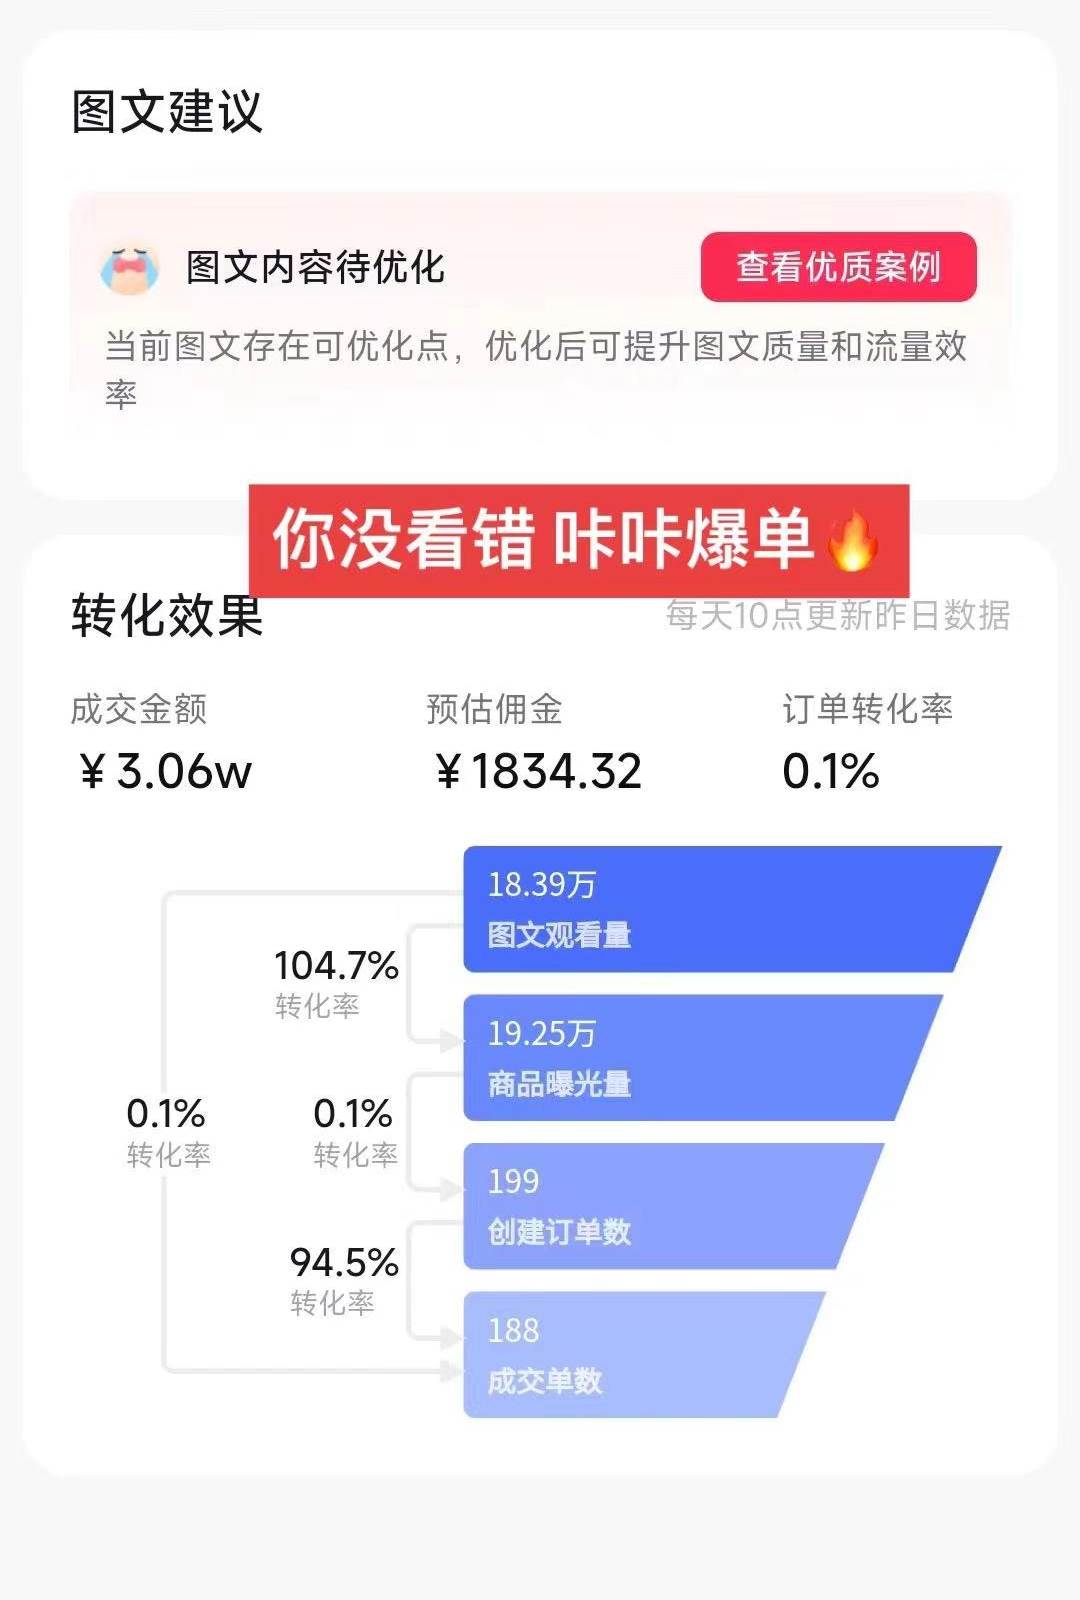 图文建议
图文内容待优化
查看优质案例
当前图文存在可优化点，优化后可提升图文质量和流量效
率
你没看错 咔咔爆单🔥
转化效果
每天10点更新昨日数据
成交金额
预估佣金
订单转化率
¥3.06w
¥1834.32
0.1%
18.39万
图文观看量
104.7%
转化率
19.25万
商品曝光量
0.1%
转化率
0.1%
转化率
199
创建订单数
94.5%
转化率
188
成交单数